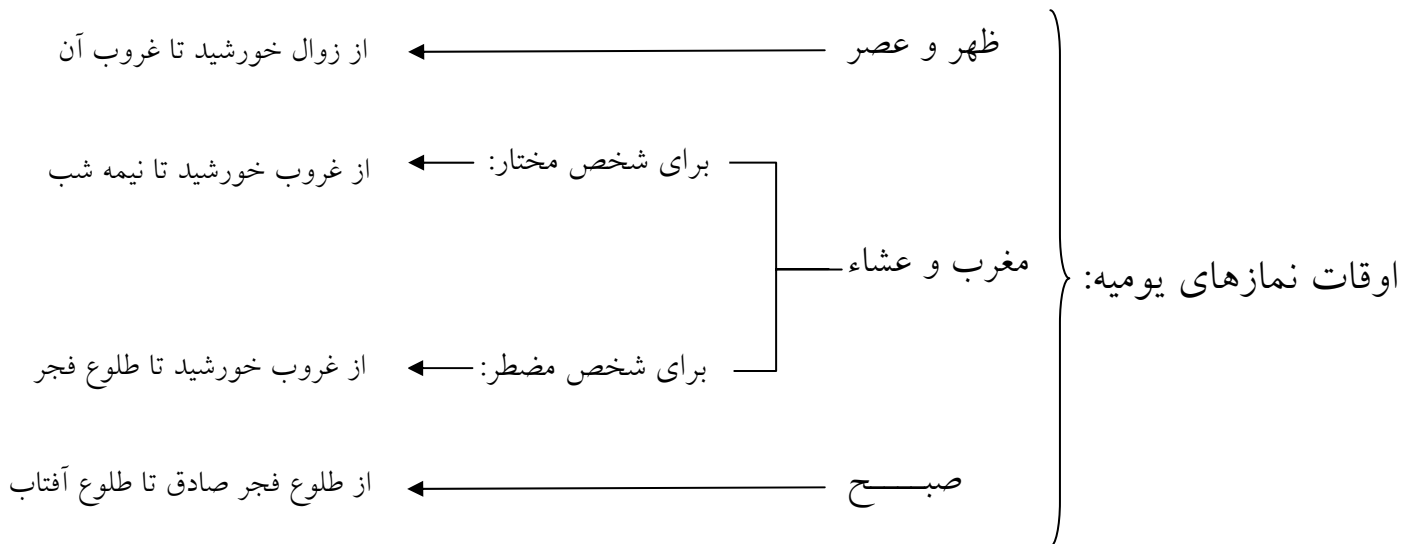 اوقات نمازهای یومیه:
ظهر و عصر
از زوال خورشید تا غروب آن
مغرب و عشاء
برای شخص مختار:
از غروب خورشید تا نیمه شب
برای شخص مضطر:
از غروب خورشید تا طلوع فجر
صبـــــح
از طلوع فجر صادق تا طلوع آفتاب